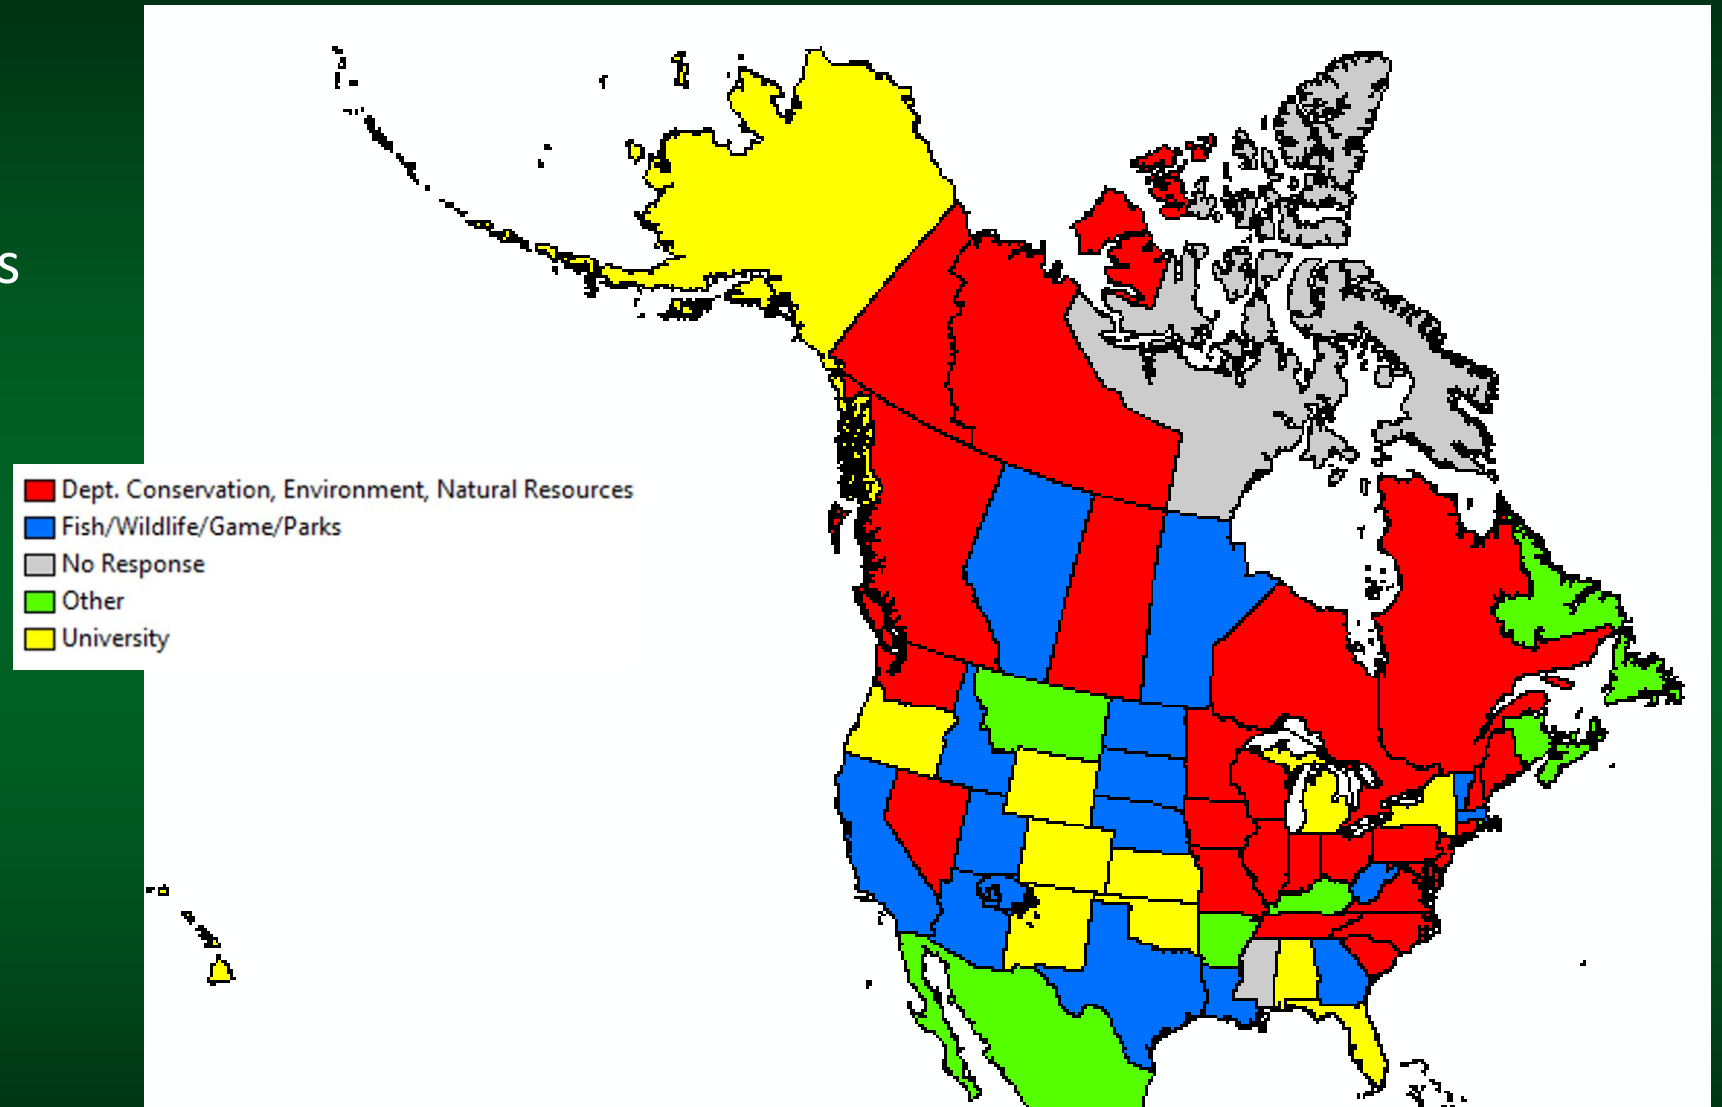 s
Dept. Conservation, Environment, Natural Resources
Fish/Wildlife/Game/Parks
No Response
Other
University